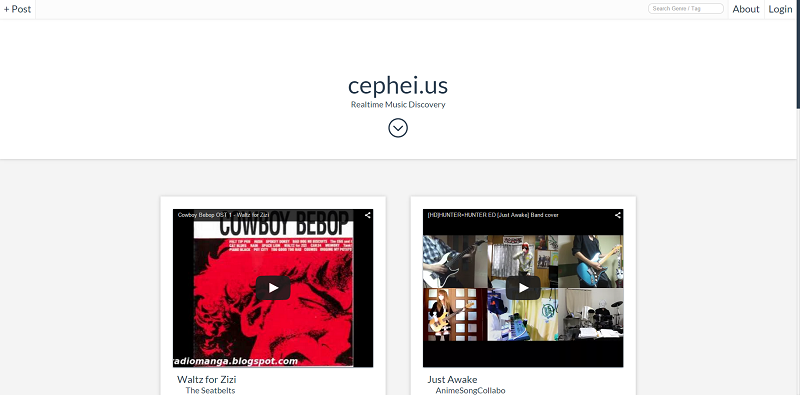 + Post
Search Genre / Tag
About
Login
cephei.us
Realtime Music Discovery
Cowboy Bebop OST 1 - Waltz for Zizi
COWBOY BEBOP
radiomanga.blogspot.com
Waltz for Zizi
The Seatbelts
[HD]HUNTER×HUNTER ED [Just Awake] Band cover
Just Awake
AnimeSongCollabo